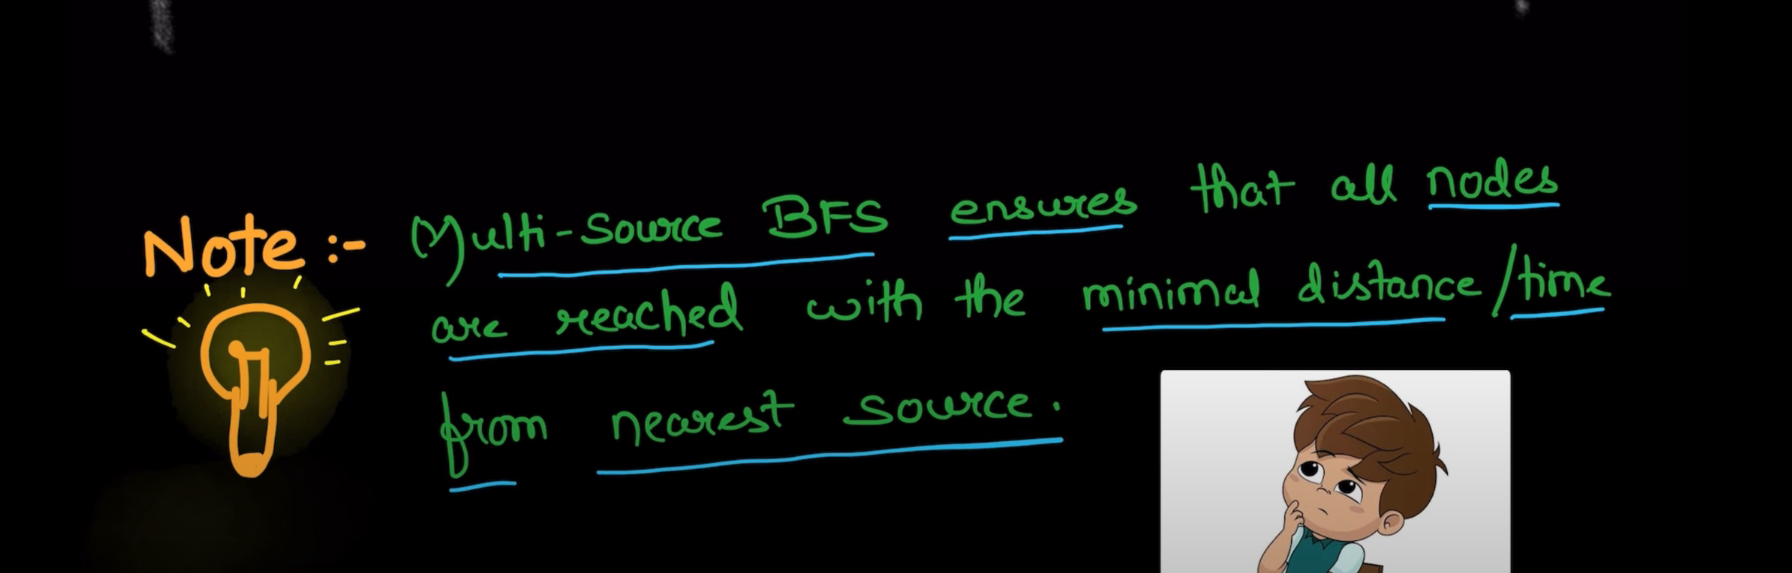 Note :- Multi-Source BFS ensures that all nodes
are reached with the minimal distance/time
from nearest source.